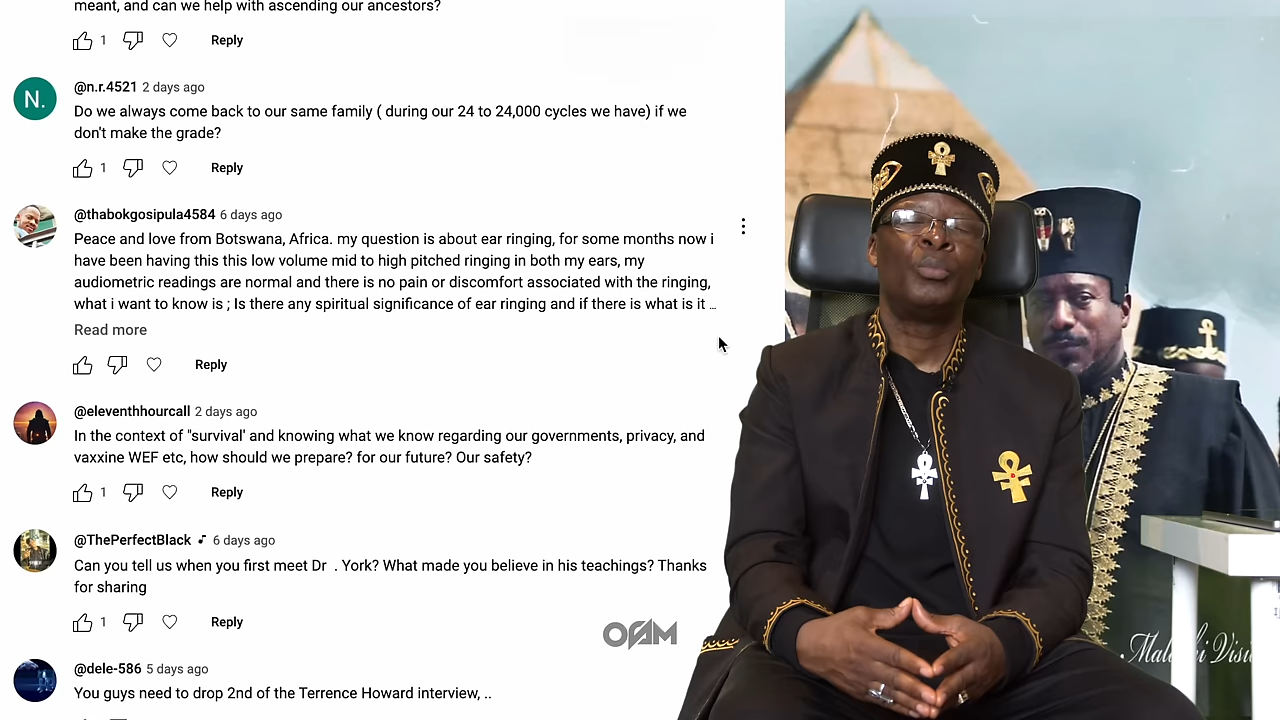 meant, and can we help with ascending our ancestors?
1 Reply
N. @n.r.4521 2 days ago
Do we always come back to our same family ( during our 24 to 24,000 cycles we have) if we
don't make the grade?
1 Reply
@thabokgosipula4584 6 days ago
Peace and love from Botswana, Africa. my question is about ear ringing, for some months now i
have been having this this low volume mid to high pitched ringing in both my ears, my
audiometric readings are normal and there is no pain or discomfort associated with the ringing,
what i want to know is ; Is there any spiritual significance of ear ringing and if there is what is it ...
Read more
Reply
@eleventhhourcall 2 days ago
In the context of "survival' and knowing what we know regarding our governments, privacy, and
vaxxine WEF etc, how should we prepare? for our future? Our safety?
1 Reply
@ThePerfectBlack 6 days ago
Can you tell us when you first meet Dr . York? What made you believe in his teachings? Thanks
for sharing
1 Reply
OFAM
@dele-586 5 days ago
You guys need to drop 2nd of the Terrence Howard interview, ..